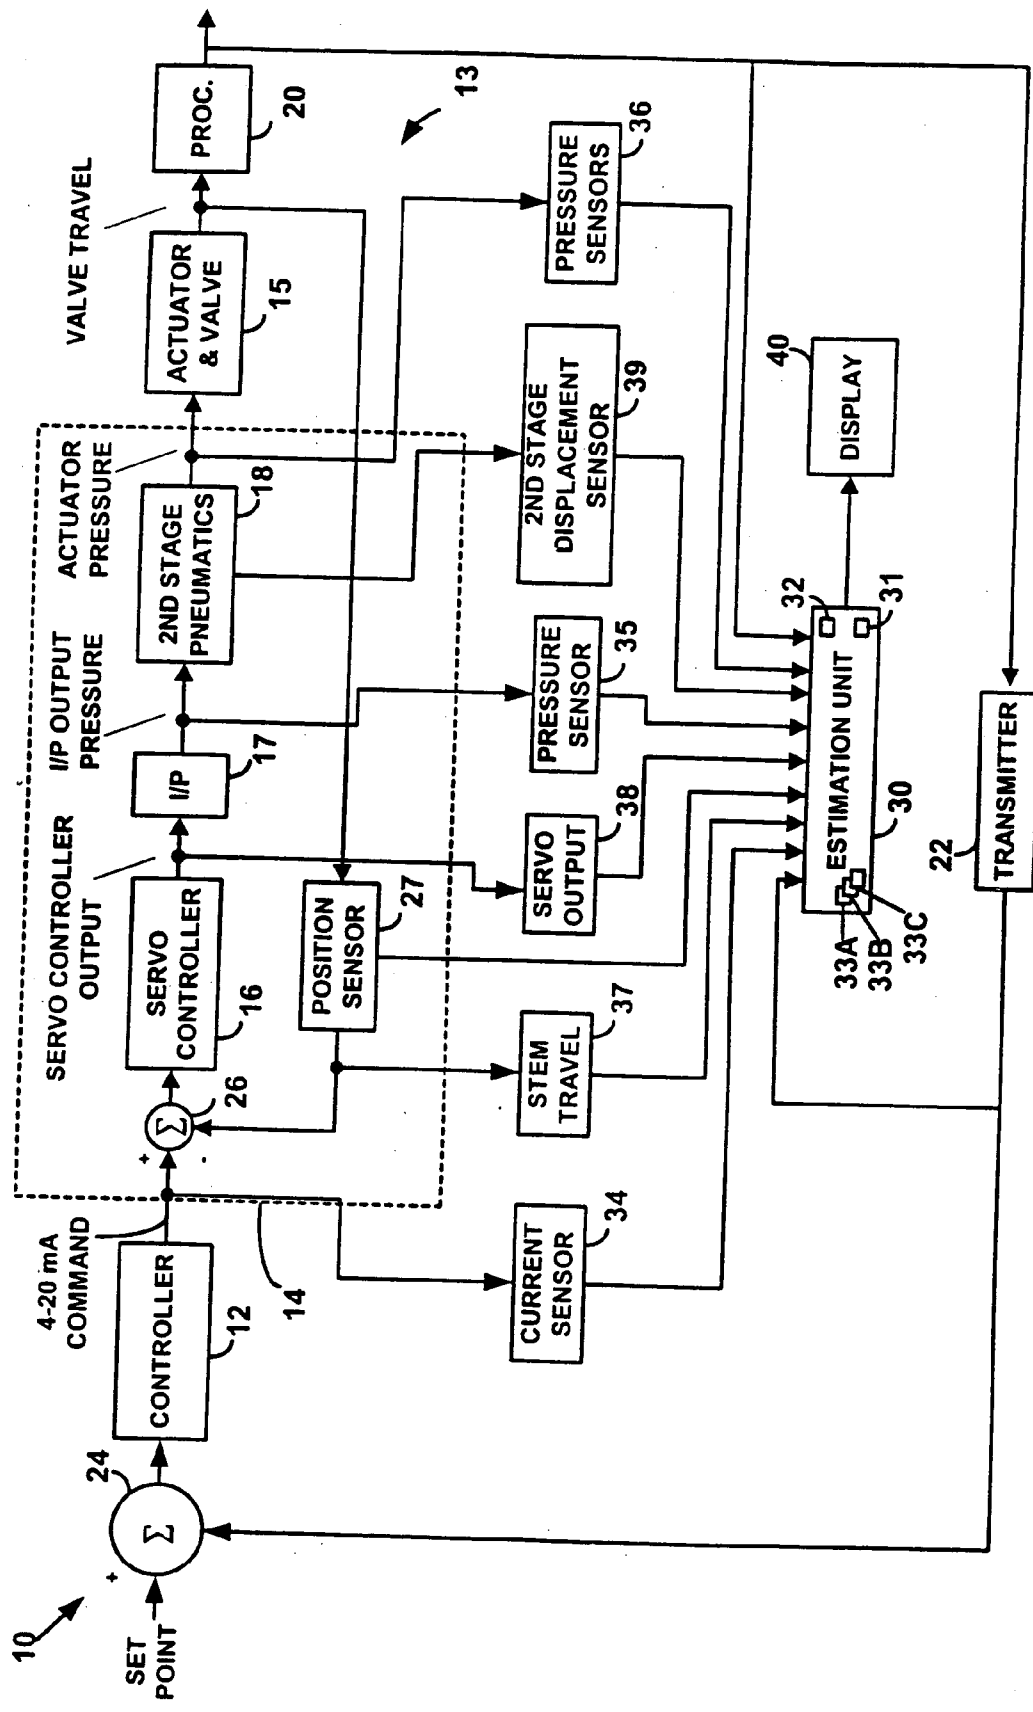 10
SET
POINT
+
Σ
24
CONTROLLER
12
4-20 mA
COMMAND
14
+
-
Σ
26
SERVO
CONTROLLER
16
SERVO CONTROLLER
OUTPUT
I/P
17
I/P OUTPUT
PRESSURE
2ND STAGE
PNEUMATICS
18
ACTUATOR
PRESSURE
ACTUATOR
& VALVE
15
VALVE TRAVEL
PROC.
20
13
POSITION
SENSOR
27
CURRENT
SENSOR
34
STEM
TRAVEL
37
SERVO
OUTPUT
38
PRESSURE
SENSOR
35
2ND STAGE
DISPLACEMENT
SENSOR
39
PRESSURE
SENSORS
36
ESTIMATION UNIT
30
33A
33B
33C
32
31
DISPLAY
40
TRANSMITTER
22